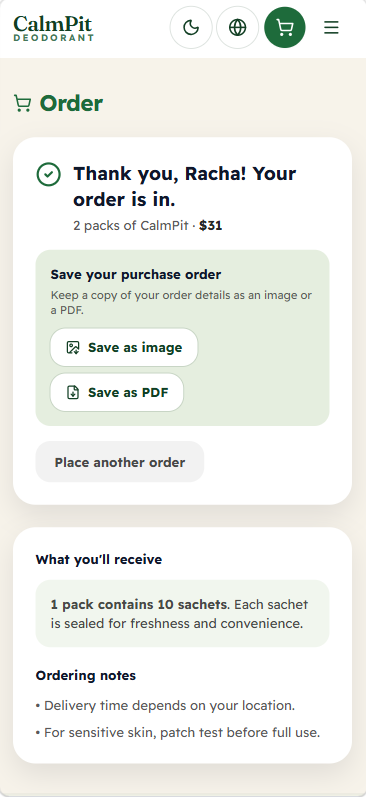 CalmPit
DEODORANT
Order
Thank you, Racha! Your
order is in.
2 packs of CalmPit · $31
Save your purchase order
Keep a copy of your order details as an image or
a PDF.
Save as image
Save as PDF
Place another order
What you'll receive
1 pack contains 10 sachets. Each sachet
is sealed for freshness and convenience.
Ordering notes
• Delivery time depends on your location.
• For sensitive skin, patch test before full use.